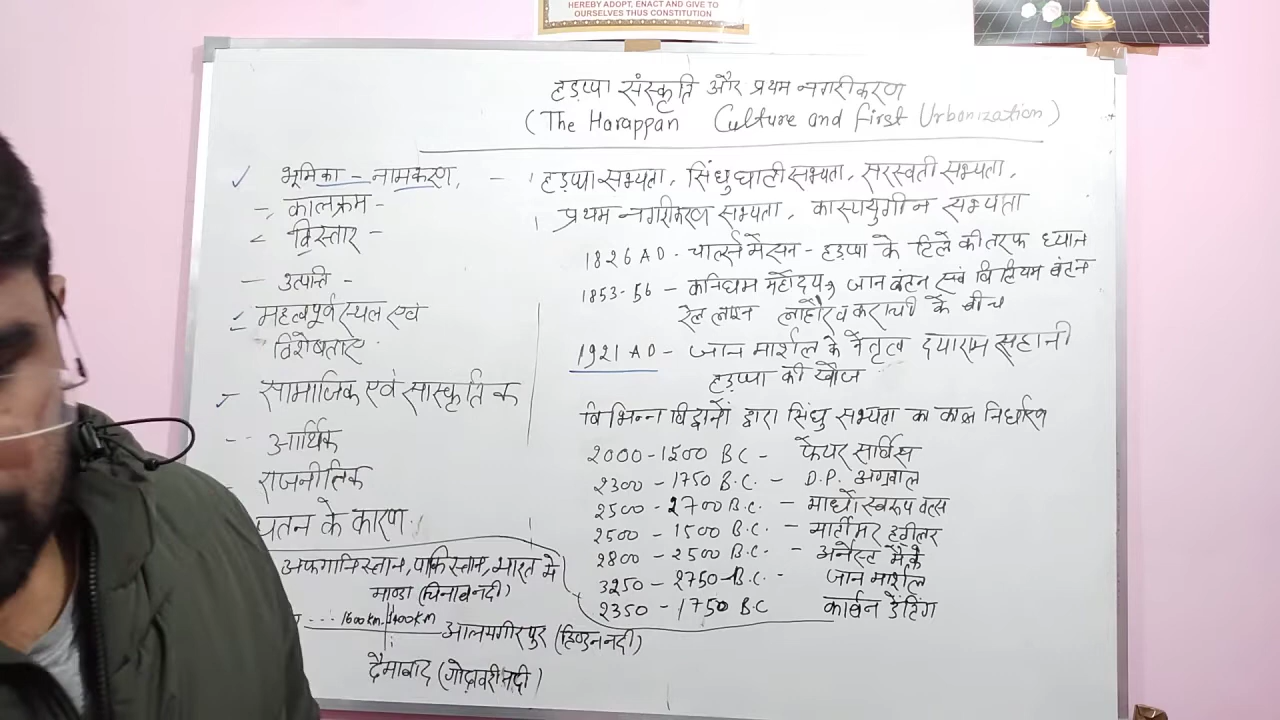 HEREBY ADOPT, ENACT AND GIVE TO
OURSELVES THUS CONSTITUTION
हड़प्पा संस्कृति और प्रथम नगरीकरण
(The Harappan Culture and First Urbanization)
भूमिका - नामकरण, -
- कालक्रम -
- विस्तार -
- उत्पत्ति -
- महत्वपूर्ण स्थल एवं
विशेषताएं
- सामाजिक एवं सांस्कृतिक
- आर्थिक
राजनीतिक
पतन के कारण
हड़प्पा सभ्यता, सिंधु घाटी सभ्यता, सरस्वती सभ्यता,
प्रथम नगरीकरण सभ्यता, कास्ययुगीन सभ्यता
1826 AD - चार्ल्स मैसन - हड़प्पा के टिले की तरफ ध्यान
1853-56 - कनिंघम महोदय, जान बंटन एवं विलियम बंटन
रेल लाइन लाहौर व कराची के बीच
1921 AD - जान मार्शल के नेतृत्व दयाराम सहानी
हड़प्पा की खोज
विभिन्न विद्वानों द्वारा सिंधु सभ्यता का काल निर्धारण
2000 - 1500 BC - फेयर सर्विस
2300 - 1750 B.C. - D.P. अग्रवाल
2500 - 2700 B.C. - माधो स्वरूप वत्स
2500 - 1500 B.C. - मार्टीमर ह्वीलर
2800 - 2500 B.C. - अर्नेस्ट मैके
3250 - 2750 B.C. - जान मार्शल
2350 - 1750 B.C कार्बन डेटिंग
अफगानिस्तान, पाकिस्तान, भारत मे
माण्डा (चिनाब नदी)
1600km 1400km आलमगीरपुर (हिण्डन नदी)
दैमाबाद (गोदावरी नदी)